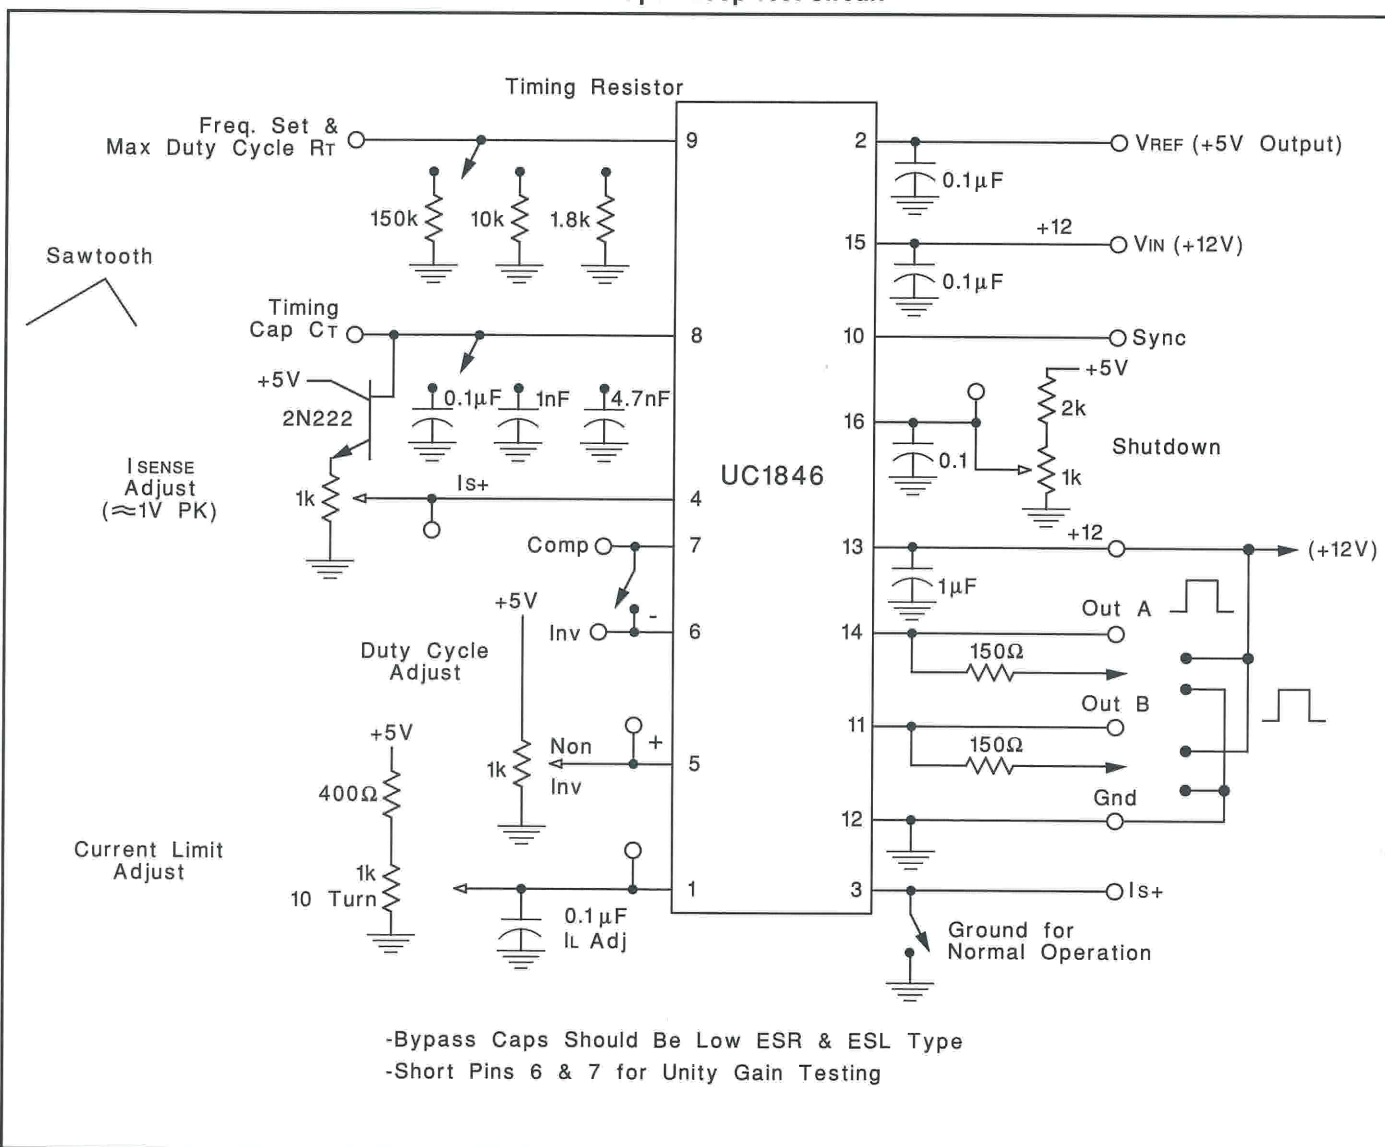 Timing Resistor
Freq. Set &
Max Duty Cycle RT
9
150k
10k
1.8k
Sawtooth
Timing
Cap CT
8
+5V
2N222
0.1µF
1nF
4.7nF
ISENSE
Adjust
(≈1V PK)
1k
Is+
4
Comp
7
-
Inv
6
+5V
Duty Cycle
Adjust
1k
Non
Inv
+
5
+5V
400Ω
Current Limit
Adjust
1k
10 Turn
1
0.1µF
IL Adj
UC1846
2
VREF (+5V Output)
0.1µF
15
+12
VIN (+12V)
0.1µF
10
Sync
+5V
2k
16
0.1
Shutdown
1k
13
+12
(+12V)
1µF
Out A
14
150Ω
Out B
11
150Ω
Gnd
12
3
Is+
Ground for
Normal Operation
-Bypass Caps Should Be Low ESR & ESL Type
-Short Pins 6 & 7 for Unity Gain Testing